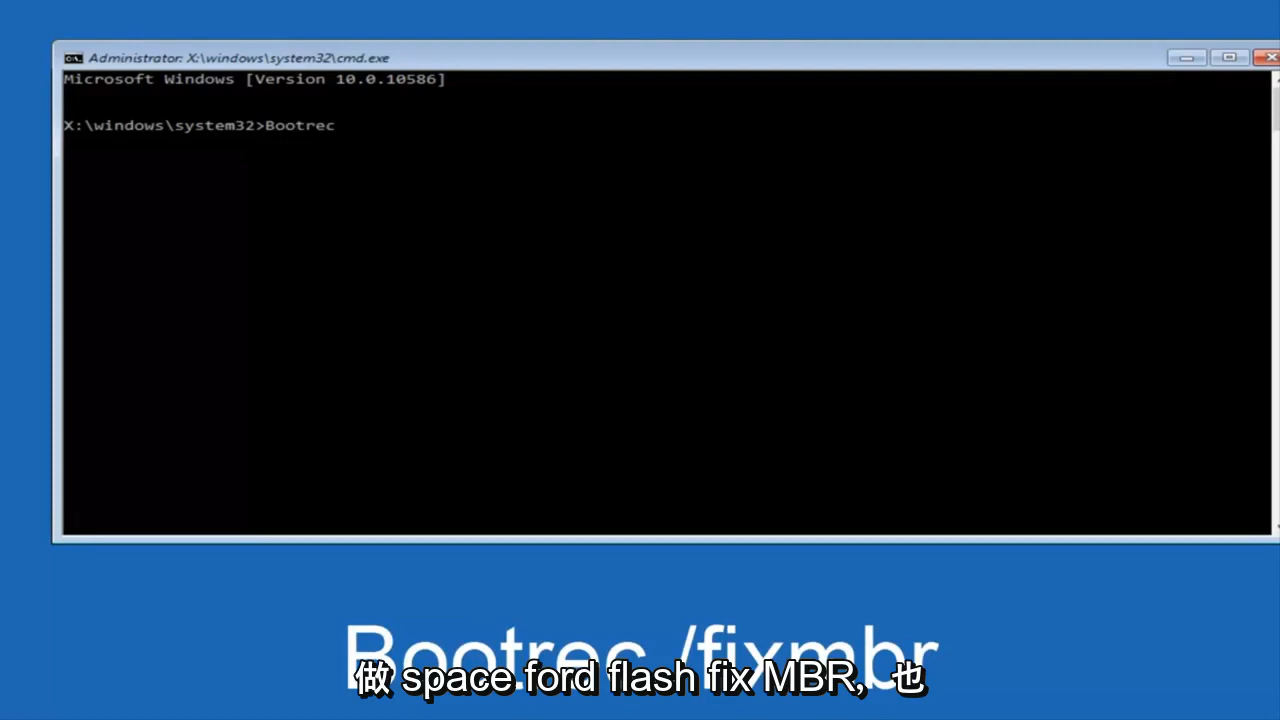 Administrator: X:\windows\system32\cmd.exe
Microsoft Windows [Version 10.0.10586]
X:\windows\system32>Bootrec
Bootrec /fixmbr
做 space ford flash fix MBR, 也